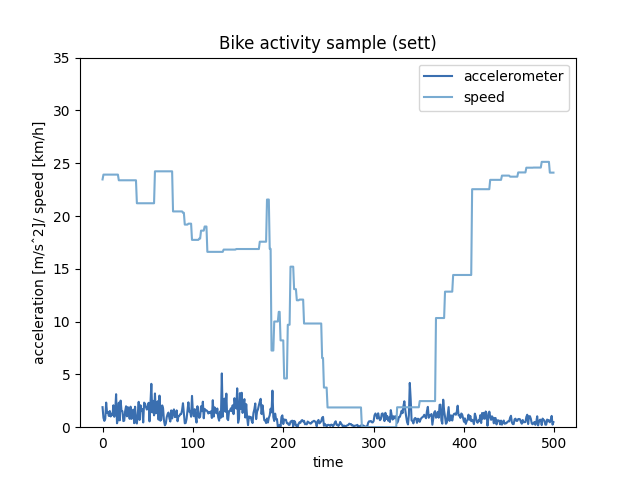 Bike activity sample (sett)
accelerometer
speed
acceleration [m/s^2]/ speed [km/h]
35
30
25
20
15
10
5
0
0 100 200 300 400 500
time